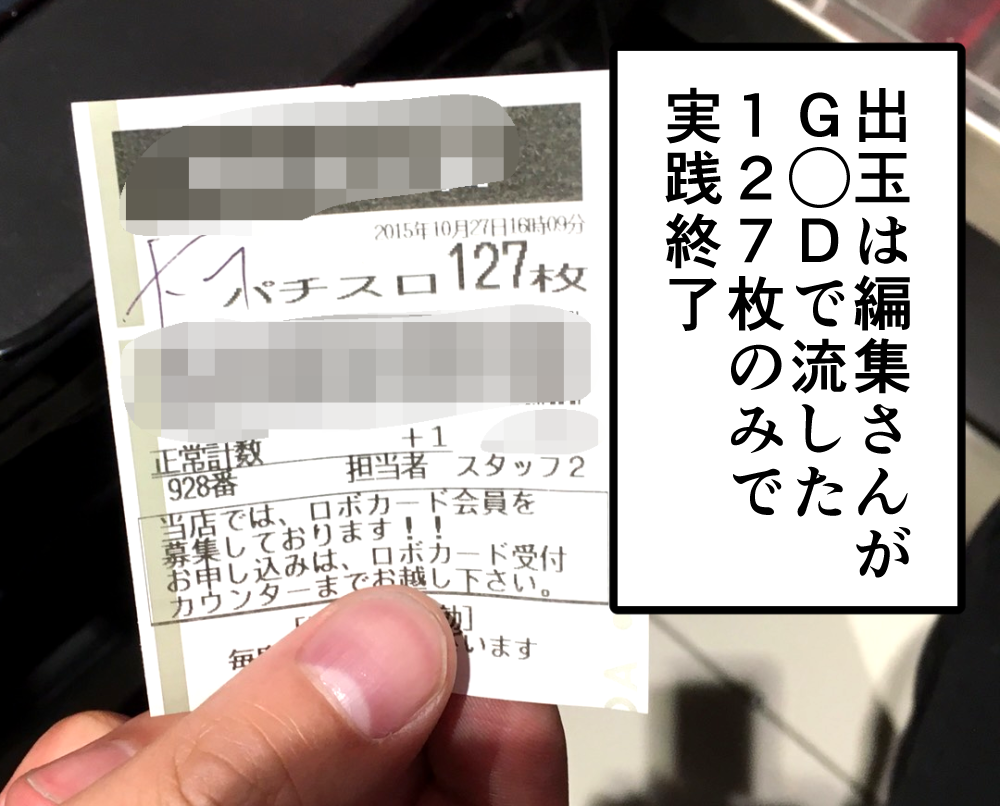 出玉は編集さんが
G◯Dで流した
127枚のみで
実践終了
2015年10月27日16時09分
パチスロ 127枚
+1
正常計数 担当者 スタッフ2
928番
当店では、ロボカード会員を
募集しております!!
お申し込みは、ロボカード受付
カウンターまでお越し下さい。
います